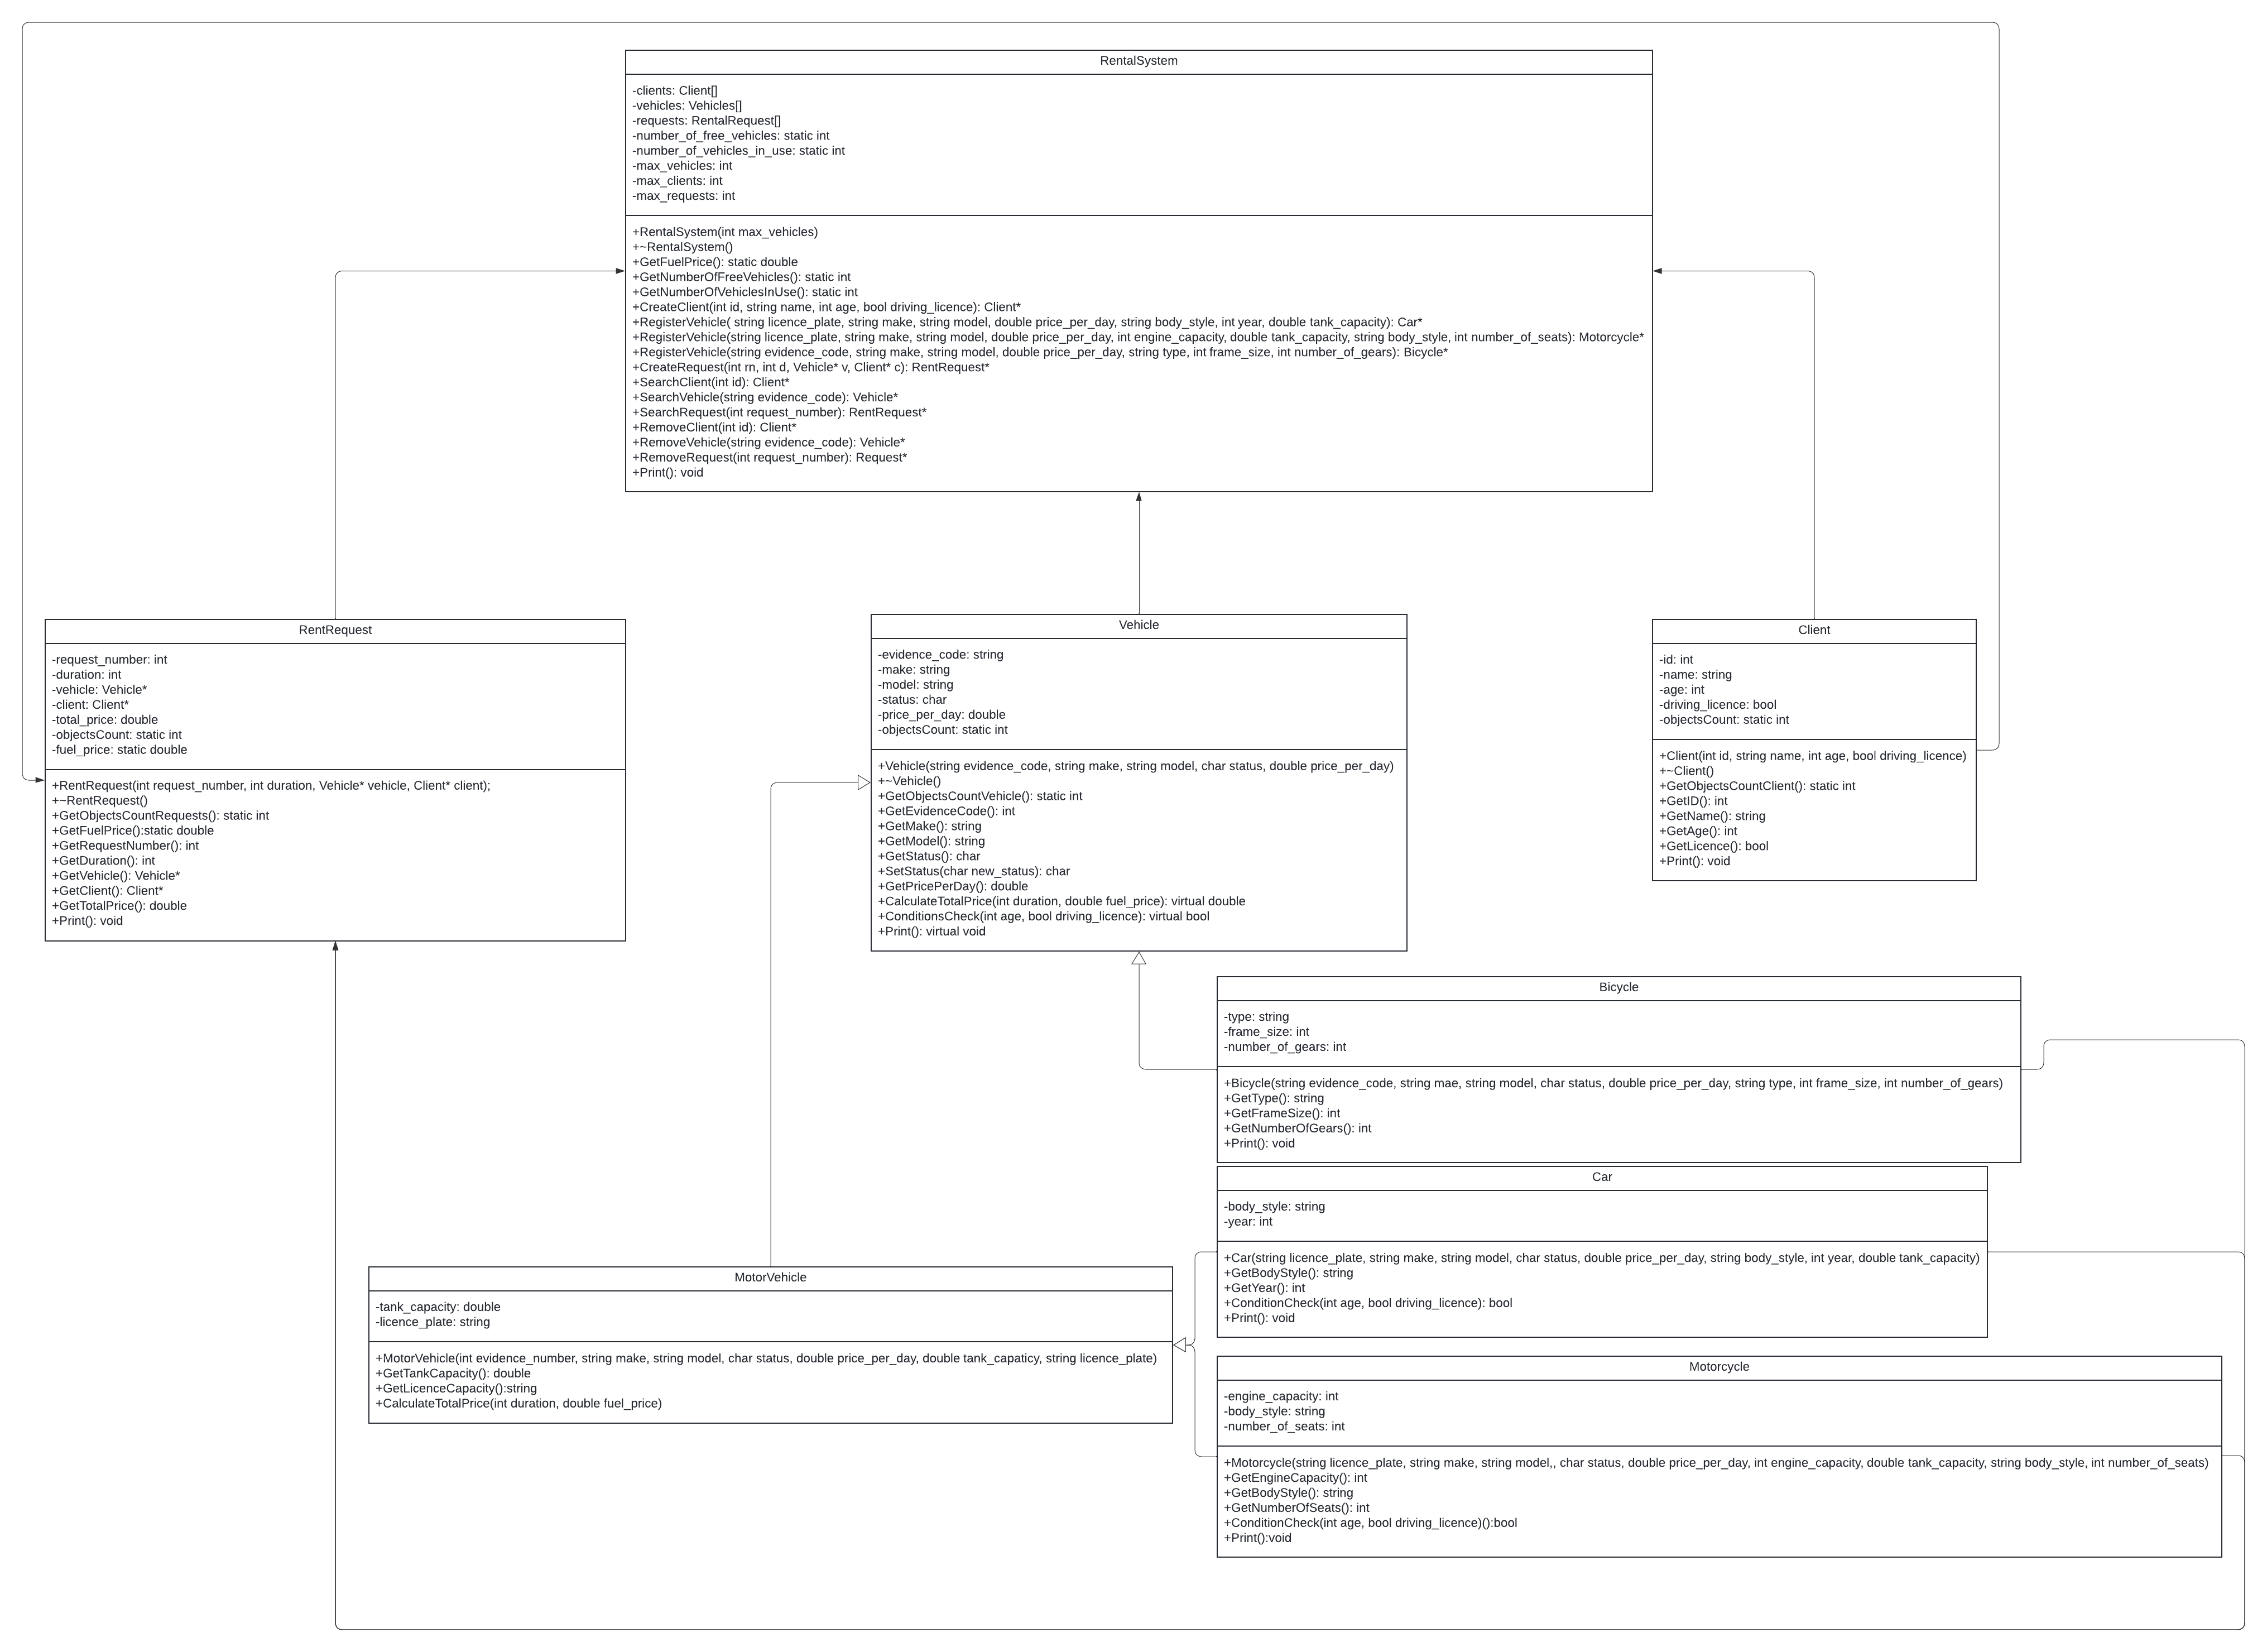 RentalSystem
-clients: Client[]
-vehicles: Vehicles[]
-requests: RentalRequest[]
-number_of_free_vehicles: static int
-number_of_vehicles_in_use: static int
-max_vehicles: int
-max_clients: int
-max_requests: int
+RentalSystem(int max_vehicles)
+~RentalSystem()
+GetFuelPrice(): static double
+GetNumberOfFreeVehicles(): static int
+GetNumberOfVehiclesInUse(): static int
+CreateClient(int id, string name, int age, bool driving_licence): Client*
+RegisterVehicle( string licence_plate, string make, string model, double price_per_day, string body_style, int year, double tank_capacity): Car*
+RegisterVehicle(string licence_plate, string make, string model, double price_per_day, int engine_capacity, double tank_capacity, string body_style, int number_of_seats): Motorcycle*
+RegisterVehicle(string evidence_code, string make, string model, double price_per_day, string type, int frame_size, int number_of_gears): Bicycle*
+CreateRequest(int rn, int d, Vehicle* v, Client* c): RentRequest*
+SearchClient(int id): Client*
+SearchVehicle(string evidence_code): Vehicle*
+SearchRequest(int request_number): RentRequest*
+RemoveClient(int id): Client*
+RemoveVehicle(string evidence_code): Vehicle*
+RemoveRequest(int request_number): Request*
+Print(): void
RentRequest
-request_number: int
-duration: int
-vehicle: Vehicle*
-client: Client*
-total_price: double
-objectsCount: static int
-fuel_price: static double
+RentRequest(int request_number, int duration, Vehicle* vehicle, Client* client);
+~RentRequest()
+GetObjectsCountRequests(): static int
+GetFuelPrice():static double
+GetRequestNumber(): int
+GetDuration(): int
+GetVehicle(): Vehicle*
+GetClient(): Client*
+GetTotalPrice(): double
+Print(): void
Vehicle
-evidence_code: string
-make: string
-model: string
-status: char
-price_per_day: double
-objectsCount: static int
+Vehicle(string evidence_code, string make, string model, char status, double price_per_day)
+~Vehicle()
+GetObjectsCountVehicle(): static int
+GetEvidenceCode(): int
+GetMake(): string
+GetModel(): string
+GetStatus(): char
+SetStatus(char new_status): char
+GetPricePerDay(): double
+CalculateTotalPrice(int duration, double fuel_price): virtual double
+ConditionsCheck(int age, bool driving_licence): virtual bool
+Print(): virtual void
Client
-id: int
-name: string
-age: int
-driving_licence: bool
-objectsCount: static int
+Client(int id, string name, int age, bool driving_licence)
+~Client()
+GetObjectsCountClient(): static int
+GetID(): int
+GetName(): string
+GetAge(): int
+GetLicence(): bool
+Print(): void
Bicycle
-type: string
-frame_size: int
-number_of_gears: int
+Bicycle(string evidence_code, string mae, string model, char status, double price_per_day, string type, int frame_size, int number_of_gears)
+GetType(): string
+GetFrameSize(): int
+GetNumberOfGears(): int
+Print(): void
Car
-body_style: string
-year: int
+Car(string licence_plate, string make, string model, char status, double price_per_day, string body_style, int year, double tank_capacity)
+GetBodyStyle(): string
+GetYear(): int
+ConditionCheck(int age, bool driving_licence): bool
+Print(): void
MotorVehicle
-tank_capacity: double
-licence_plate: string
+MotorVehicle(int evidence_number, string make, string model, char status, double price_per_day, double tank_capaticy, string licence_plate)
+GetTankCapacity(): double
+GetLicenceCapacity():string
+CalculateTotalPrice(int duration, double fuel_price)
Motorcycle
-engine_capacity: int
-body_style: string
-number_of_seats: int
+Motorcycle(string licence_plate, string make, string model,, char status, double price_per_day, int engine_capacity, double tank_capacity, string body_style, int number_of_seats)
+GetEngineCapacity(): int
+GetBodyStyle(): string
+GetNumberOfSeats(): int
+ConditionCheck(int age, bool driving_licence)():bool
+Print():void